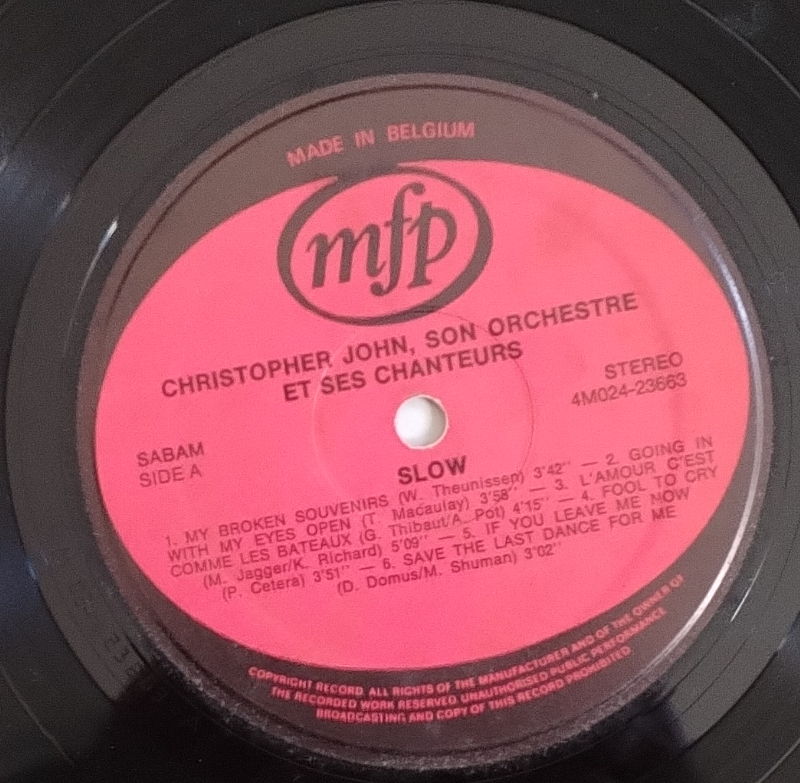 MADE IN BELGIUM
mfp
CHRISTOPHER JOHN, SON ORCHESTRE
ET SES CHANTEURS
STEREO
4M024-23663
SABAM
SIDE A
SLOW
1. MY BROKEN SOUVENIRS (W. Theunissen) 3'42'' — 2. GOING IN
WITH MY EYES OPEN (T. Macaulay) 3'58'' — 3. L'AMOUR C'EST
COMME LES BATEAUX (G. Thibaut/A. Pot) 4'15'' — 4. FOOL TO CRY
(M. Jagger/K. Richard) 5'09'' — 5. IF YOU LEAVE ME NOW
(P. Cetera) 3'51'' — 6. SAVE THE LAST DANCE FOR ME
(D. Domus/M. Shuman) 3'02''
COPYRIGHT RECORD. ALL RIGHTS OF THE MANUFACTURER AND OF THE OWNER OF
THE RECORDED WORK RESERVED. UNAUTHORISED PUBLIC PERFORMANCE
BROADCASTING AND COPY OF THIS RECORD PROHIBITED